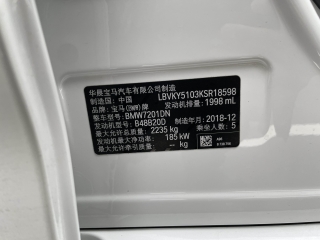 华晨宝马汽车有限公司制造
制造国: 中国 LBVKY5103KSR18598
品牌: 宝马(BMW)牌 发动机排量: 1998 mL
整车型号: BMW7201DN
发动机型号: B48B20D 制造年月: 2018-12
最大允许总质量: 2235 kg 乘坐人数: 5
发动机最大净功率: 185 kW
最大允许牵引质量: -- kg